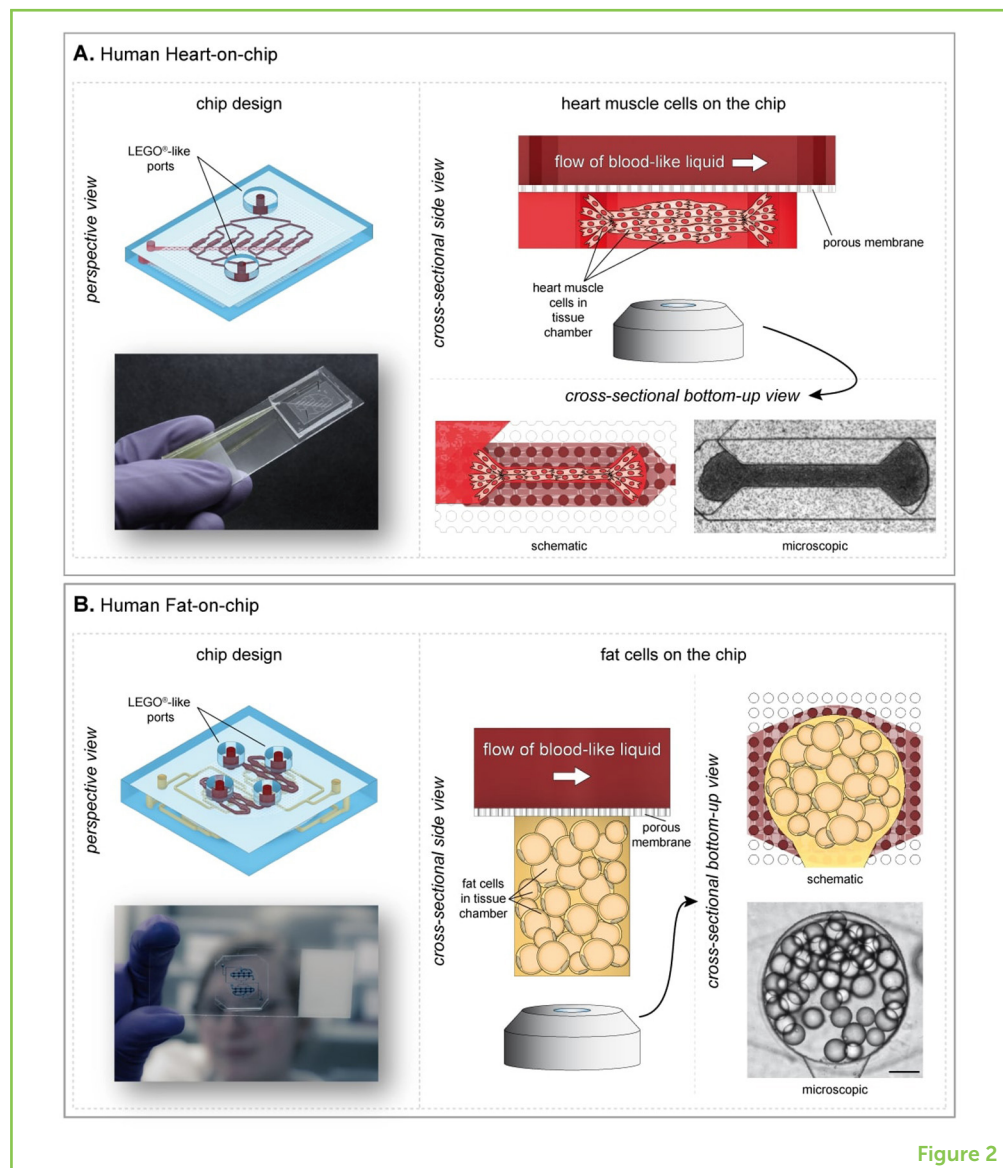 A. Human Heart-on-chip
chip design
LEGO®-like
ports
perspective view
heart muscle cells on the chip
cross-sectional side view
flow of blood-like liquid
porous membrane
heart muscle
cells in
tissue
chamber
cross-sectional bottom-up view
schematic
microscopic
B. Human Fat-on-chip
chip design
LEGO®-like
ports
perspective view
fat cells on the chip
cross-sectional side view
flow of blood-like liquid
porous
membrane
fat cells
in tissue
chamber
cross-sectional bottom-up view
schematic
microscopic
Figure 2